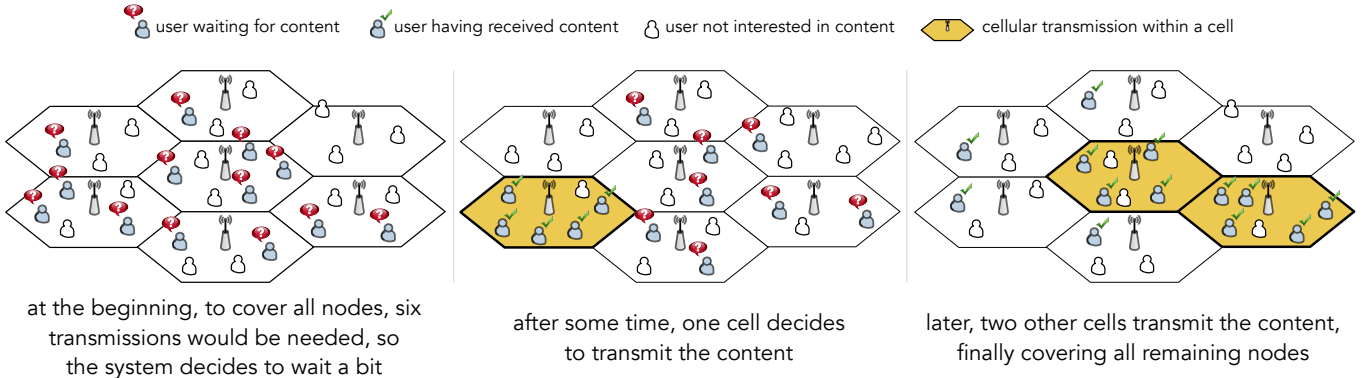 user waiting for content
user having received content
user not interested in content
cellular transmission within a cell
at the beginning, to cover all nodes, six
transmissions would be needed, so
the system decides to wait a bit
after some time, one cell decides
to transmit the content
later, two other cells transmit the content,
finally covering all remaining nodes